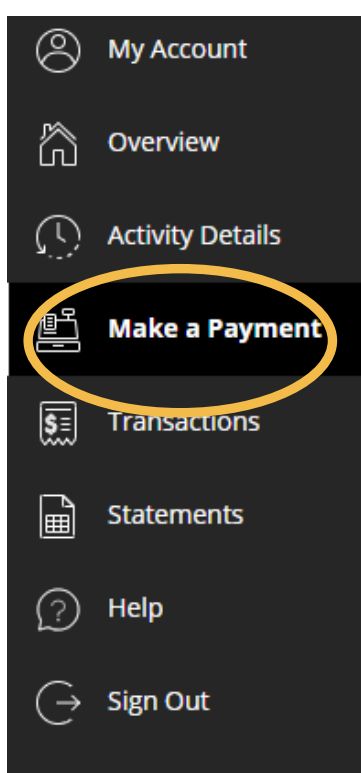 My Account
Overview
Activity Details
Make a Payment
Transactions
Statements
Help
Sign Out